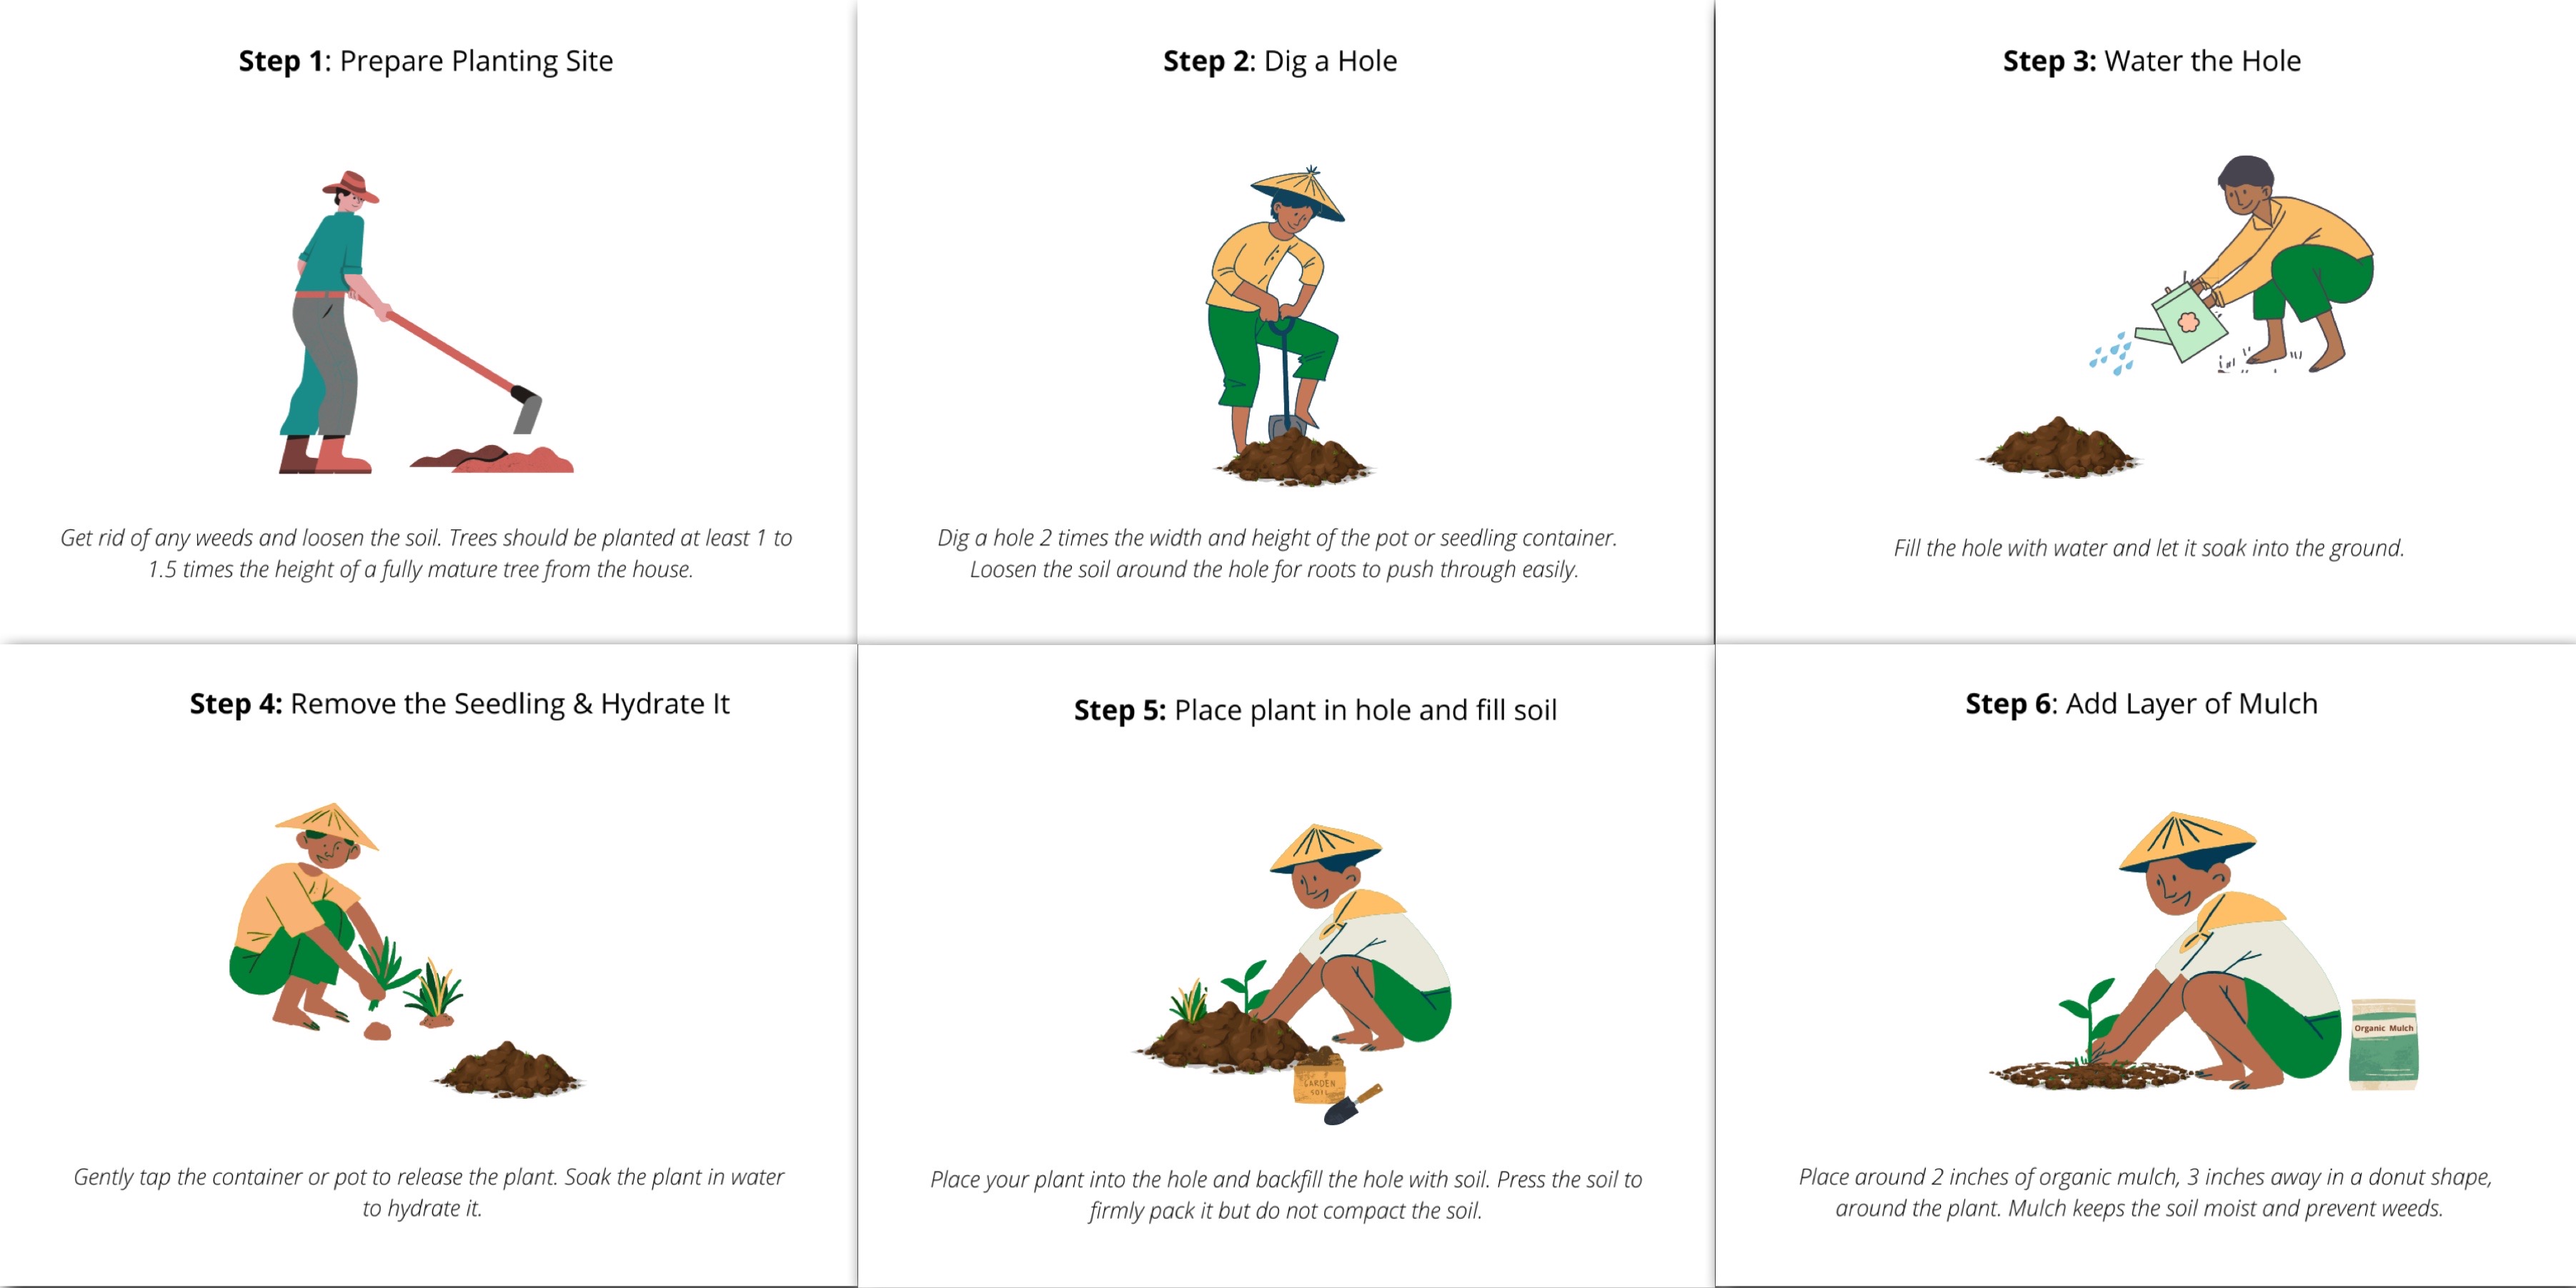 Step 1: Prepare Planting Site
Get rid of any weeds and loosen the soil. Trees should be planted at least 1 to
1.5 times the height of a fully mature tree from the house.
Step 2: Dig a Hole
Dig a hole 2 times the width and height of the pot or seedling container.
Loosen the soil around the hole for roots to push through easily.
Step 3: Water the Hole
Fill the hole with water and let it soak into the ground.
Step 4: Remove the Seedling & Hydrate It
Gently tap the container or pot to release the plant. Soak the plant in water
to hydrate it.
Step 5: Place plant in hole and fill soil
GARDEN
SOIL
Place your plant into the hole and backfill the hole with soil. Press the soil to
firmly pack it but do not compact the soil.
Step 6: Add Layer of Mulch
Organic Mulch
Place around 2 inches of organic mulch, 3 inches away in a donut shape,
around the plant. Mulch keeps the soil moist and prevent weeds.